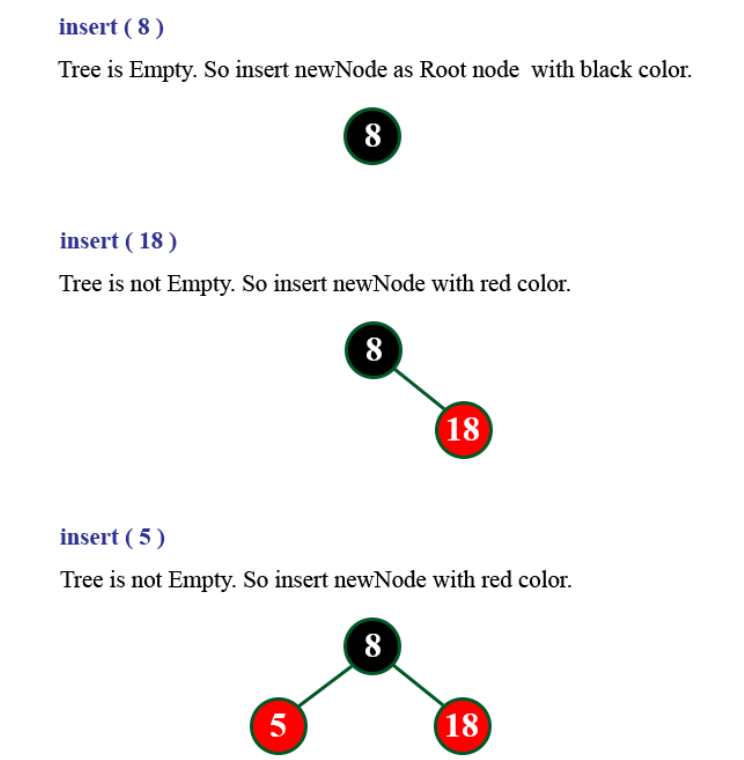 insert ( 8 )
Tree is Empty. So insert newNode as Root node with black color.
8
insert ( 18 )
Tree is not Empty. So insert newNode with red color.
8
18
insert ( 5 )
Tree is not Empty. So insert newNode with red color.
8
5 18